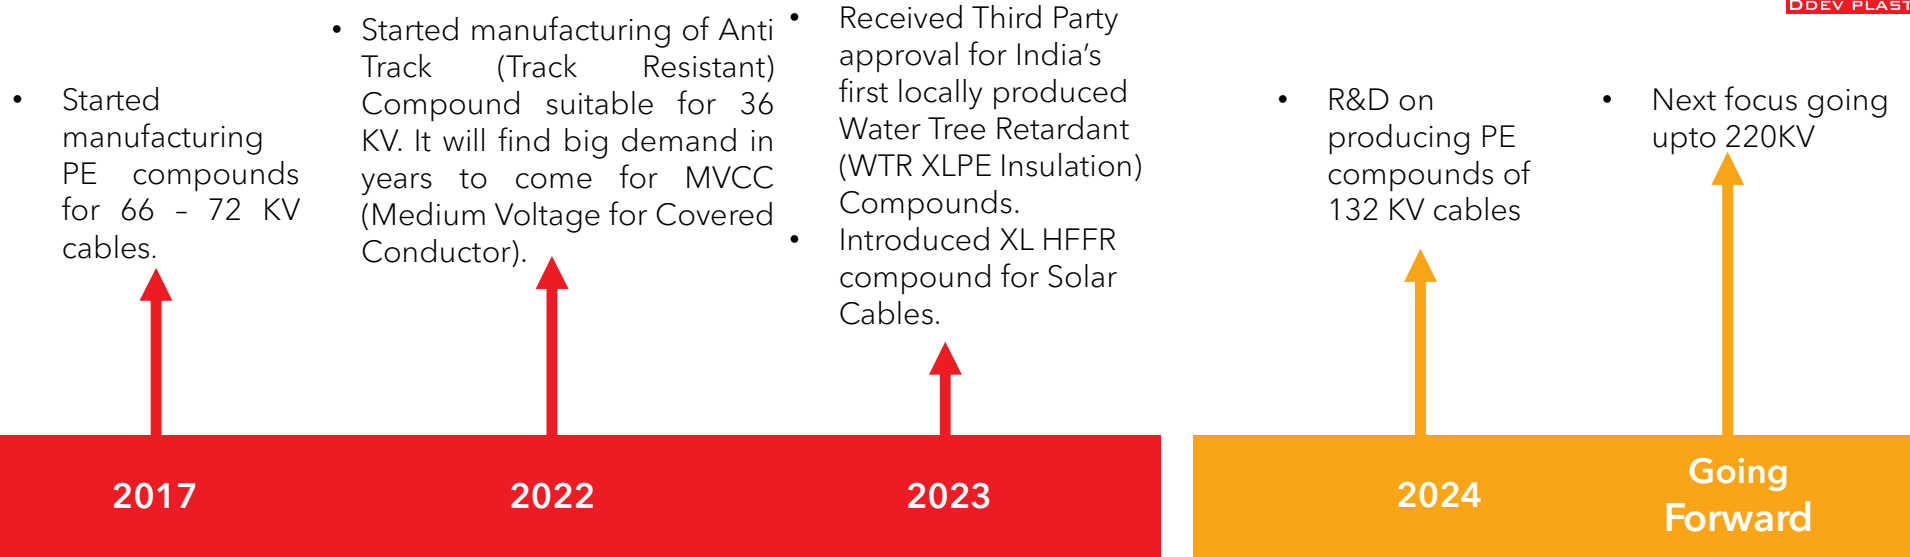 DDEV PLAST
• Started
manufacturing
PE compounds
for 66 – 72 KV
cables.
• Started manufacturing of Anti
Track (Track Resistant)
Compound suitable for 36
KV. It will find big demand in
years to come for MVCC
(Medium Voltage for Covered
Conductor).
• Received Third Party
approval for India’s
first locally produced
Water Tree Retardant
(WTR XLPE Insulation)
Compounds.
• Introduced XL HFFR
compound for Solar
Cables.
• R&D on
producing PE
compounds of
132 KV cables
• Next focus going
upto 220KV
2017
2022
2023
2024
Going
Forward